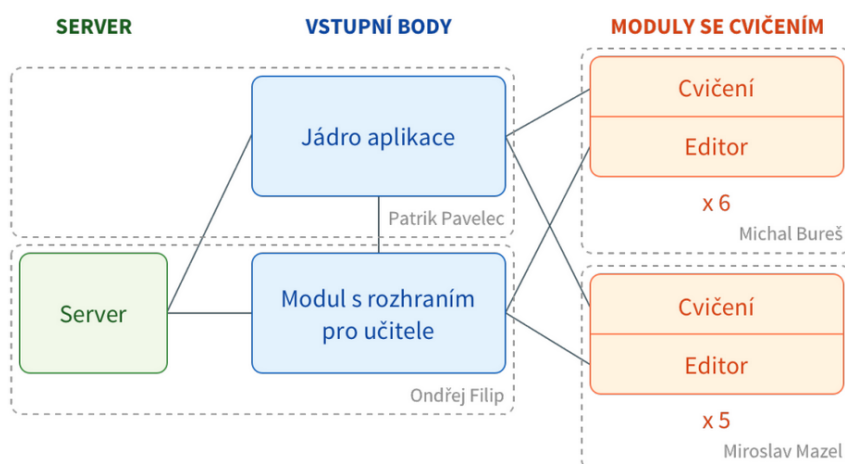 SERVER
VSTUPNÍ BODY
MODULY SE CVIČENÍM
Jádro aplikace
Patrik Pavelec
Server
Modul s rozhraním
pro učitele
Ondřej Filip
Cvičení
Editor
x 6
Michal Bureš
Cvičení
Editor
x 5
Miroslav Mazel